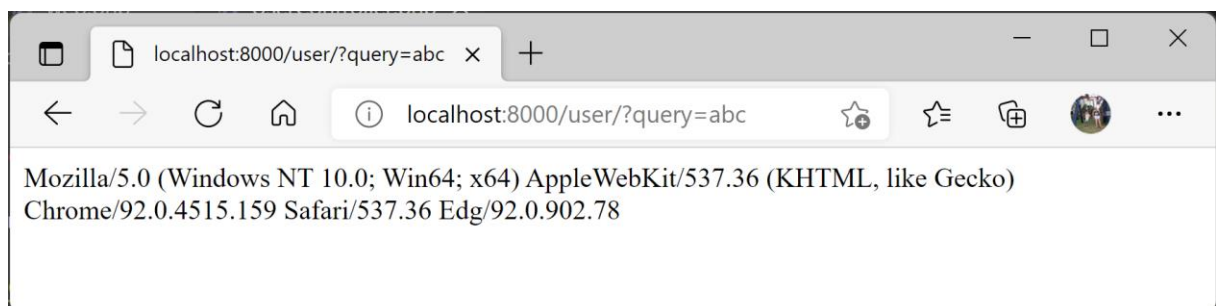 localhost:8000/user/?query=abc
localhost:8000/user/?query=abc
Mozilla/5.0 (Windows NT 10.0; Win64; x64) AppleWebKit/537.36 (KHTML, like Gecko)
Chrome/92.0.4515.159 Safari/537.36 Edg/92.0.902.78